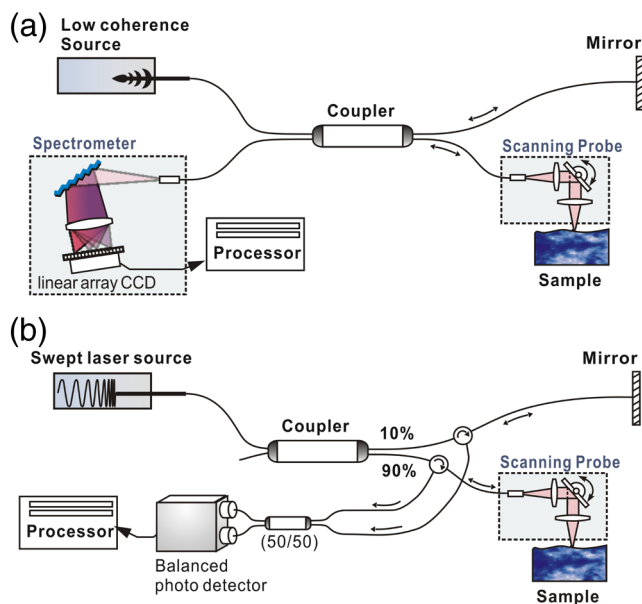 (a)
Low coherence
Source
Mirror
Coupler
Spectrometer
Scanning Probe
Processor
linear array CCD
Sample
(b)
Swept laser source
Mirror
Coupler
10%
90%
Scanning Probe
Processor
(50/50)
Balanced
photo detector
Sample